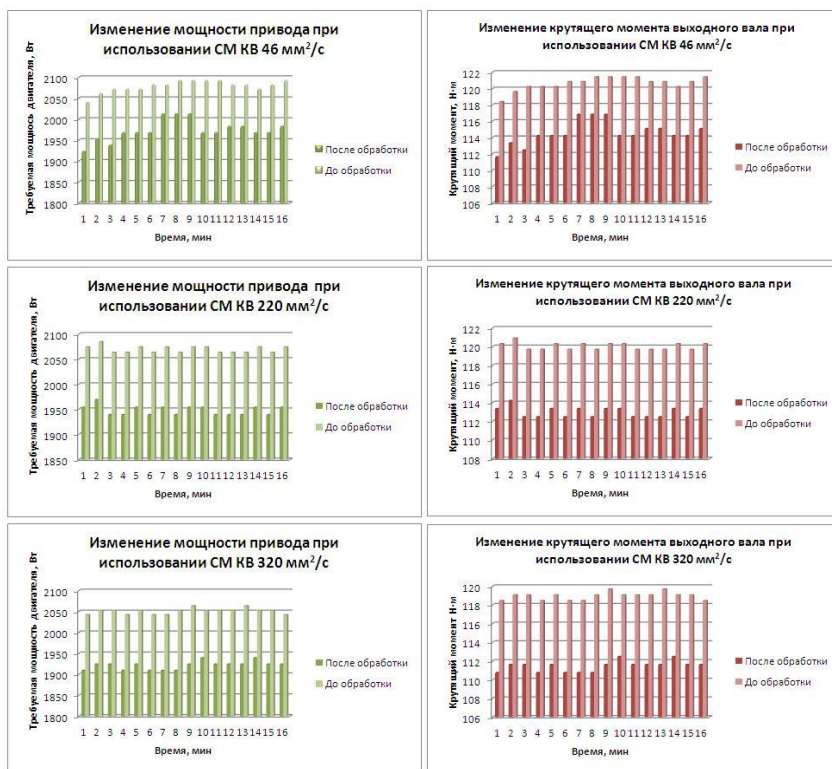 Изменение мощности привода при
использовании СМ КВ 46 мм²/с
Требуемая мощность двигателя, Вт
2100
2050
2000
1950
1900
1850
1800
1 2 3 4 5 6 7 8 9 10 11 12 13 14 15 16
Время, мин
После обработки
До обработки
Изменение крутящего момента выходного вала при
использовании СМ КВ 46 мм²/с
Крутящий момент, Н·м
122
120
118
116
114
112
110
108
106
1 2 3 4 5 6 7 8 9 10 11 12 13 14 15 16
Время, мин
После обработки
До обработки
Изменение мощности привода при
использовании СМ КВ 220 мм²/с
Требуемая мощность двигателя, Вт
2100
2050
2000
1950
1900
1850
1 2 3 4 5 6 7 8 9 10 11 12 13 14 15 16
Время, мин
После обработки
До обработки
Изменение крутящего момента выходного вала при
использовании СМ КВ 220 мм²/с
Крутящий момент, Н·м
122
120
118
116
114
112
110
108
1 2 3 4 5 6 7 8 9 10 11 12 13 14 15 16
Время, мин
После обработки
До обработки
Изменение мощности привода при
использовании СМ КВ 320 мм²/с
Требуемая мощность двигателя, Вт
2100
2050
2000
1950
1900
1850
1800
1 2 3 4 5 6 7 8 9 10 11 12 13 14 15 16
Время, мин
После обработки
До обработки
Изменение крутящего момента выходного вала при
использовании СМ КВ 320 мм²/с
Крутящий момент Н·м
120
118
116
114
112
110
108
106
1 2 3 4 5 6 7 8 9 10 11 12 13 14 15 16
Время, мин
После обработки
До обработки